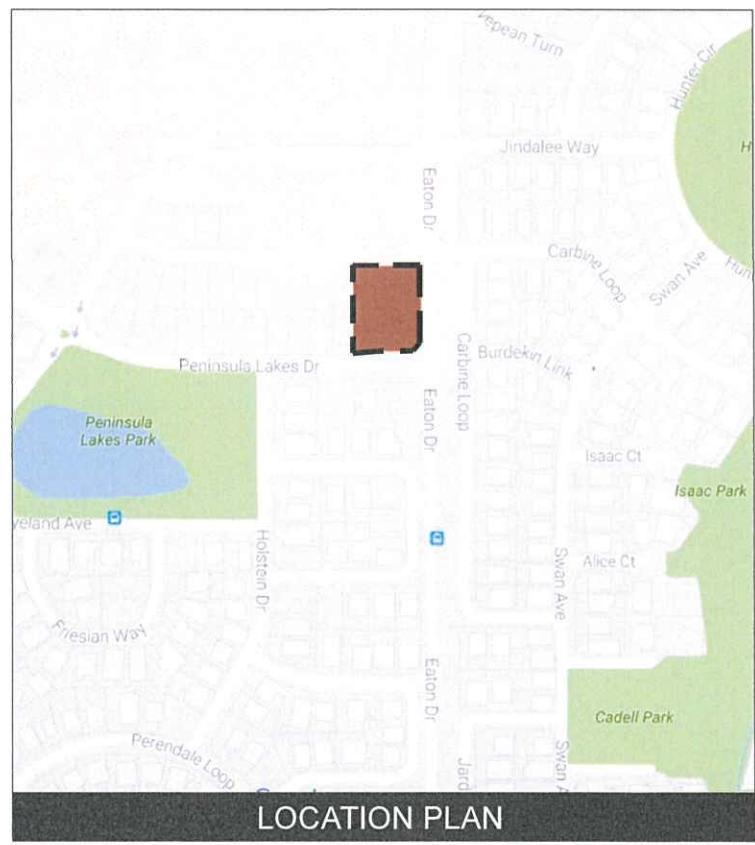 Hunter Cir
Jindalee Way
H
Eaton Dr
Carbine Loop
Swan Ave
Peninsula Lakes Dr
Carbine Loop
Burdekin Link
Eaton Dr
Peninsula
Lakes Park
Isaac Ct
Isaac Park
Holstein Dr
Swan Ave
Alice Ct
Friesian Way
Eaton Dr
Cadell Park
Perendale Loop
LOCATION PLAN